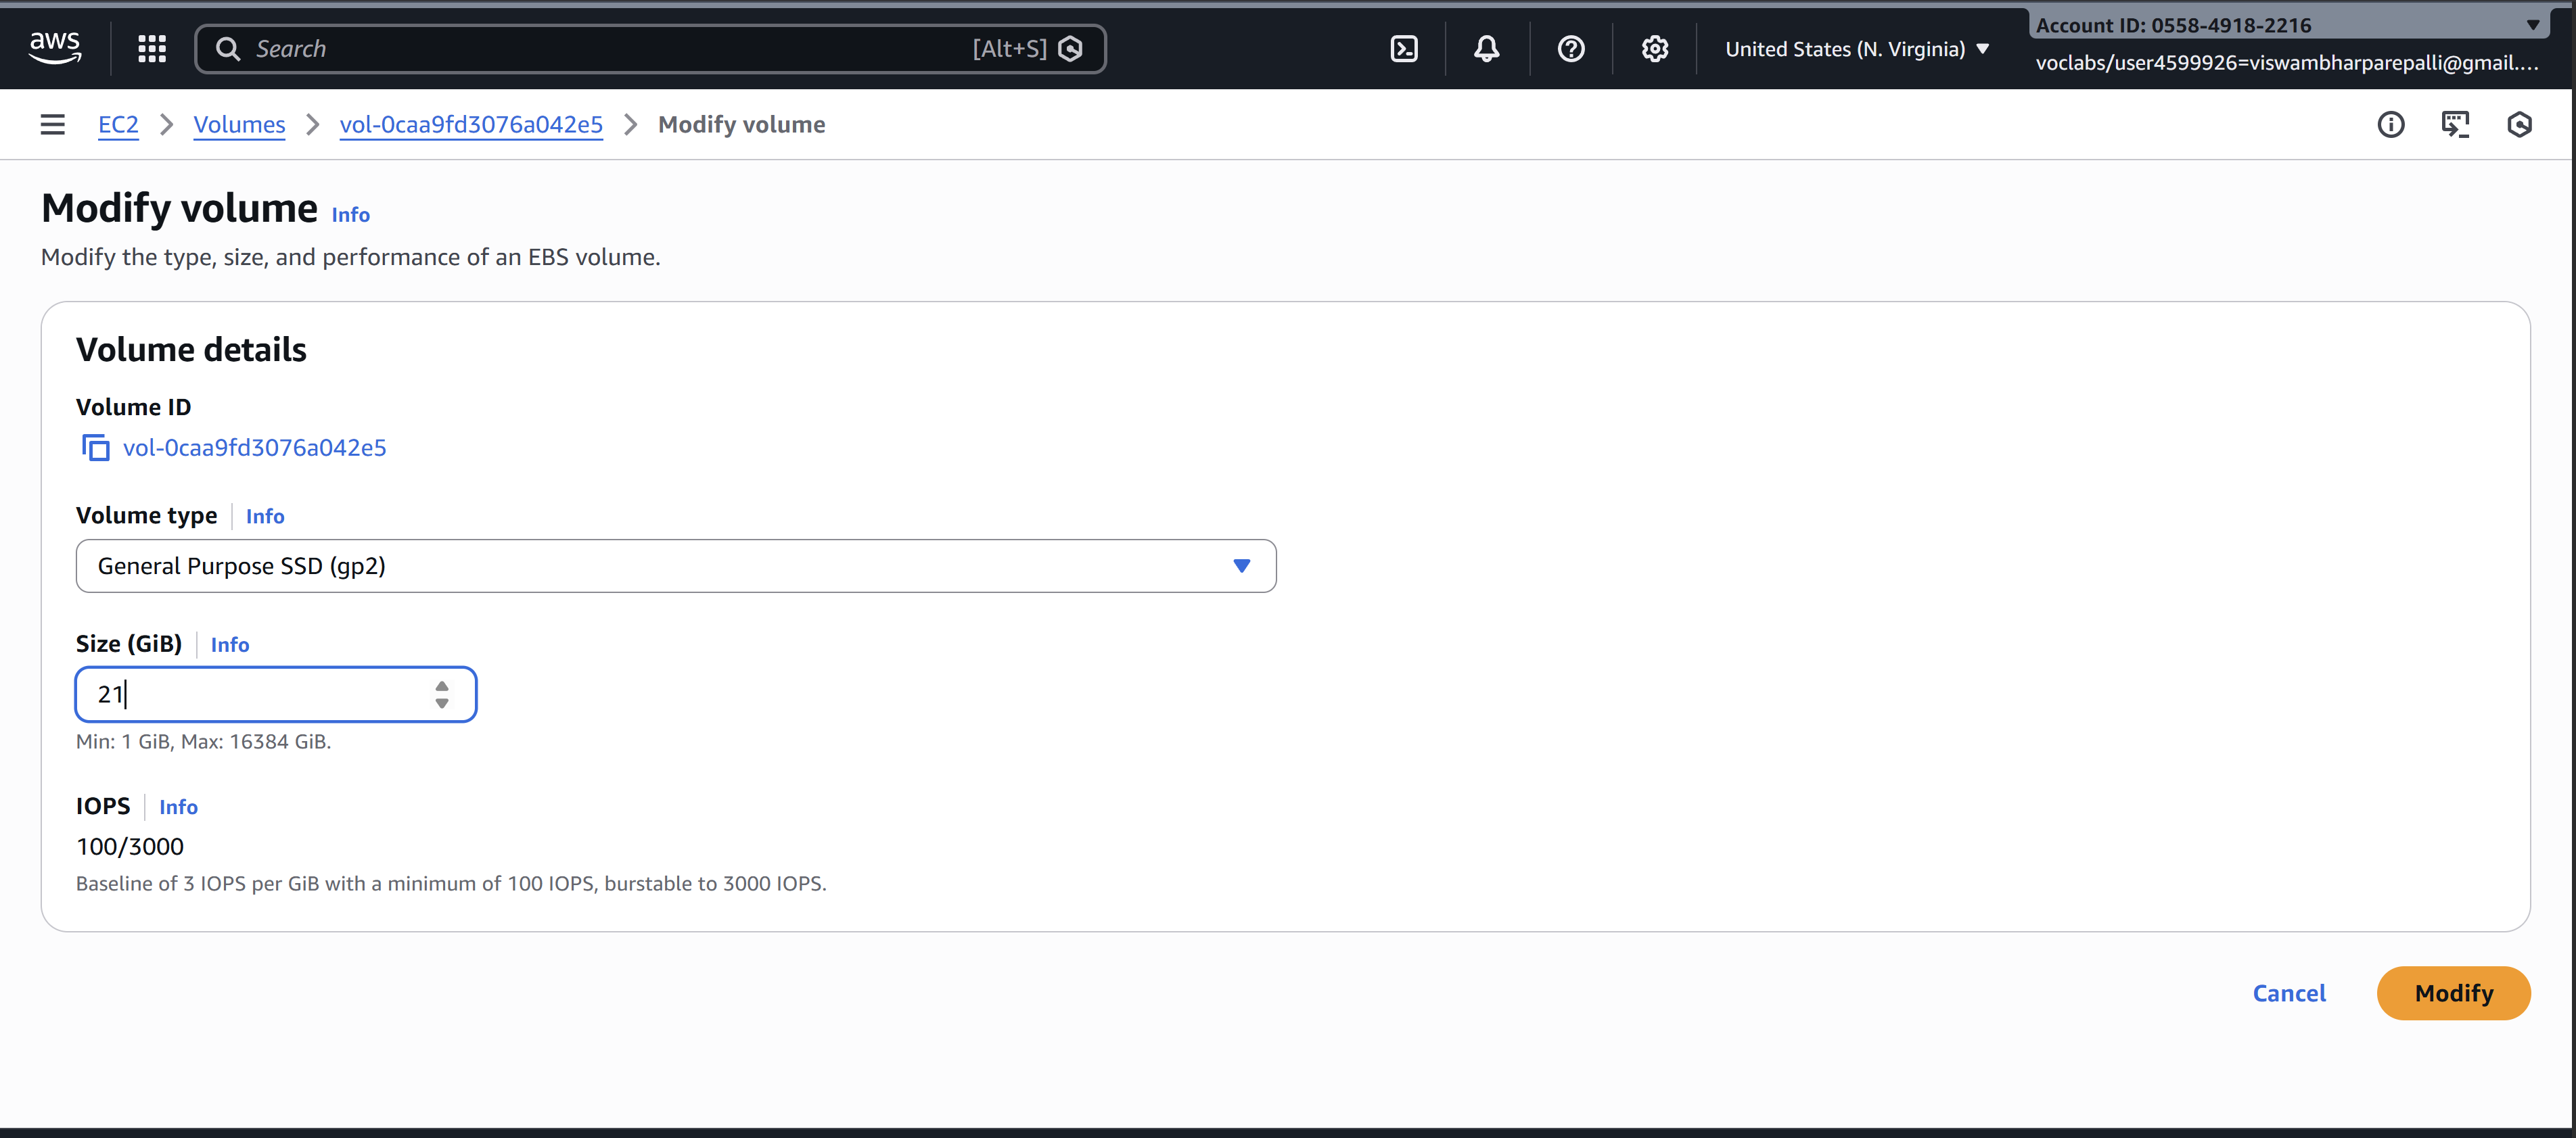 aws
Search [Alt+S]
United States (N. Virginia)
Account ID: 0558-4918-2216
voclabs/user4599926=viswambharparepalli@gmail....
EC2 Volumes vol-0caa9fd3076a042e5 Modify volume
Modify volume Info
Modify the type, size, and performance of an EBS volume.
Volume details
Volume ID
vol-0caa9fd3076a042e5
Volume type Info
General Purpose SSD (gp2)
Size (GiB) Info
21
Min: 1 GiB, Max: 16384 GiB.
IOPS Info
100/3000
Baseline of 3 IOPS per GiB with a minimum of 100 IOPS, burstable to 3000 IOPS.
Cancel Modify